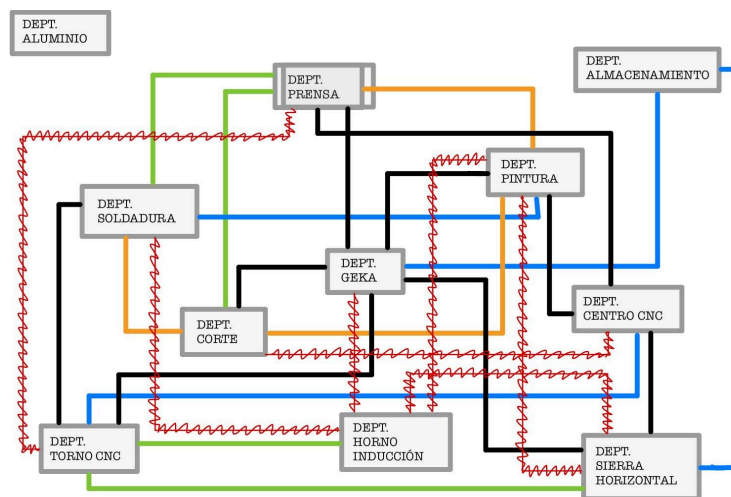 DEPT.
ALUMINIO
DEPT.
PRENSA
DEPT.
ALMACENAMIENTO
DEPT.
PINTURA
DEPT.
SOLDADURA
DEPT.
GEKA
DEPT.
CENTRO CNC
DEPT.
CORTE
DEPT.
TORNO CNC
DEPT.
HORNO
INDUCCIÓN
DEPT.
SIERRA
HORIZONTAL